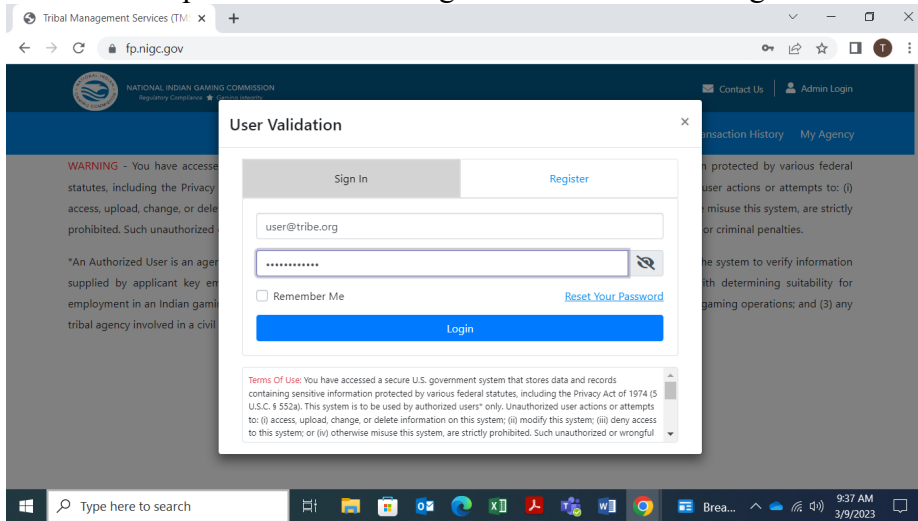 Tribal Management Services (TM
fp.nigc.gov
T
NATIONAL INDIAN GAMING COMMISSION
Regulatory Compliance ★ Gaming Integrity
Contact Us | Admin Login
ansaction History My Agency
User Validation
×
Sign In Register
user@tribe.org
............
Remember Me Reset Your Password
Login
WARNING - You have accesse
n protected by various federal
statutes, including the Privacy
user actions or attempts to: (i)
access, upload, change, or dele
misuse this system, are strictly
prohibited. Such unauthorized
or criminal penalties.
*An Authorized User is an agen
he system to verify information
supplied by applicant key em
ith determining suitability for
employment in an Indian gami
gaming operations; and (3) any
tribal agency involved in a civil
Terms Of Use: You have accessed a secure U.S. government system that stores data and records
containing sensitive information protected by various federal statutes, including the Privacy Act of 1974 (5
U.S.C. § 552a). This system is to be used by authorized users* only. Unauthorized user actions or attempts
to: (i) access, upload, change, or delete information on this system; (ii) modify this system; (iii) deny access
to this system; or (iv) otherwise misuse this system, are strictly prohibited. Such unauthorized or wrongful
Type here to search
Brea...
9:37 AM
3/9/2023